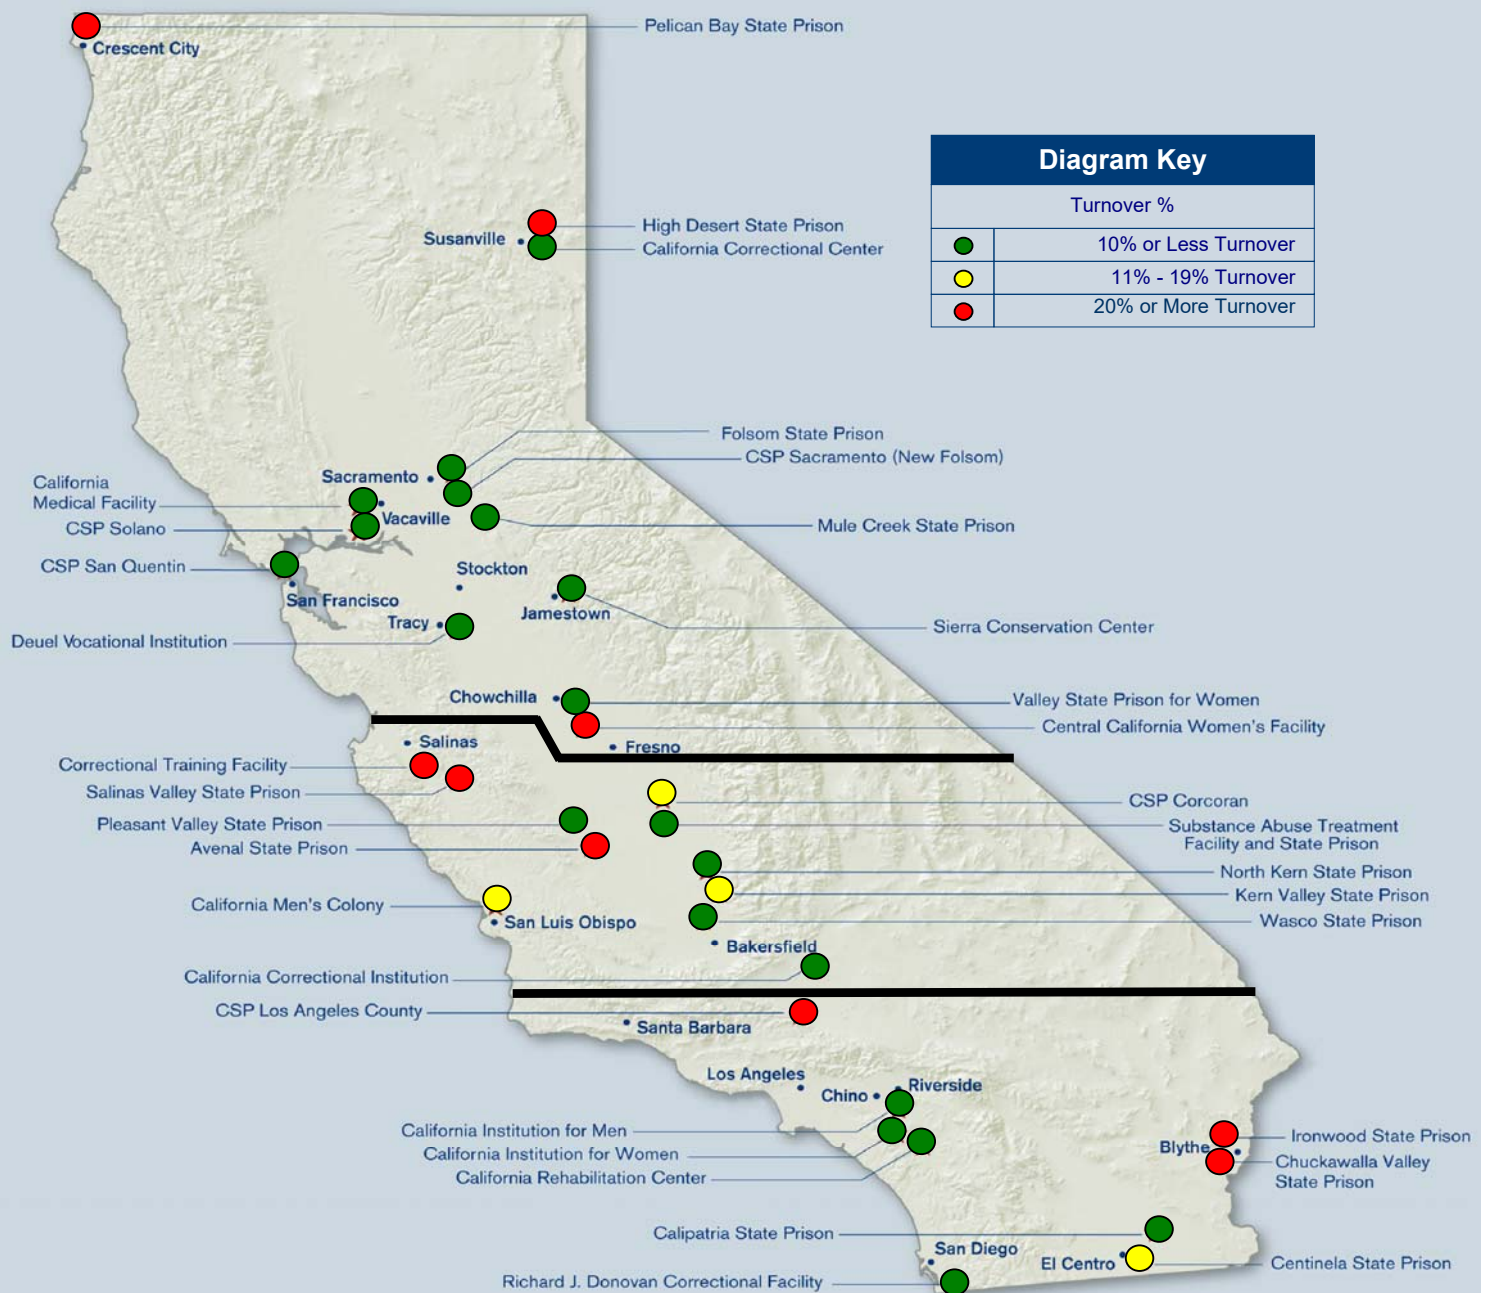 Pelican Bay State Prison
Crescent City
Diagram Key
Turnover %
10% or Less Turnover
11% - 19% Turnover
20% or More Turnover
High Desert State Prison
Susanville
California Correctional Center
Folsom State Prison
CSP Sacramento (New Folsom)
Sacramento
California
Medical Facility
Vacaville
CSP Solano
Mule Creek State Prison
CSP San Quentin
Stockton
San Francisco
Jamestown
Tracy
Sierra Conservation Center
Deuel Vocational Institution
Chowchilla
Valley State Prison for Women
Central California Women's Facility
Salinas
Fresno
Correctional Training Facility
Salinas Valley State Prison
CSP Corcoran
Pleasant Valley State Prison
Substance Abuse Treatment
Facility and State Prison
Avenal State Prison
North Kern State Prison
Kern Valley State Prison
California Men's Colony
San Luis Obispo
Wasco State Prison
Bakersfield
California Correctional Institution
CSP Los Angeles County
Santa Barbara
Los Angeles
Riverside
Chino
California Institution for Men
California Institution for Women
California Rehabilitation Center
Ironwood State Prison
Blythe
Chuckawalla Valley
State Prison
Calipatria State Prison
San Diego
El Centro
Centinela State Prison
Richard J. Donovan Correctional Facility